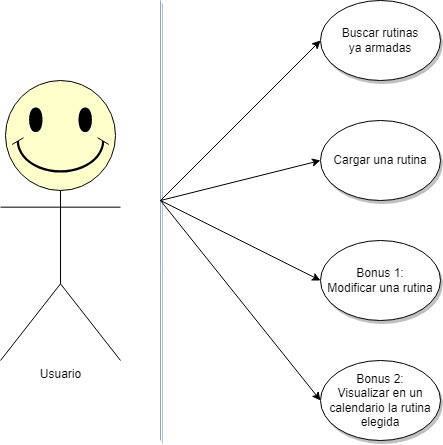 Buscar rutinas
ya armadas
Cargar una rutina
Bonus 1:
Modificar una rutina
Bonus 2:
Visualizar en un
calendario la rutina
elegida
Usuario